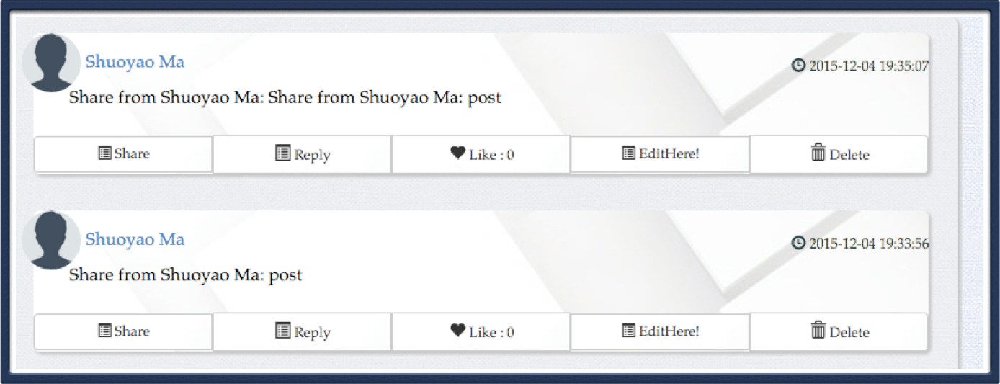 Shuoyao Ma
2015-12-04 19:35:07
Share from Shuoyao Ma: Share from Shuoyao Ma: post
Share Reply Like : 0 EditHere! Delete
Shuoyao Ma
2015-12-04 19:33:56
Share from Shuoyao Ma: post
Share Reply Like : 0 EditHere! Delete